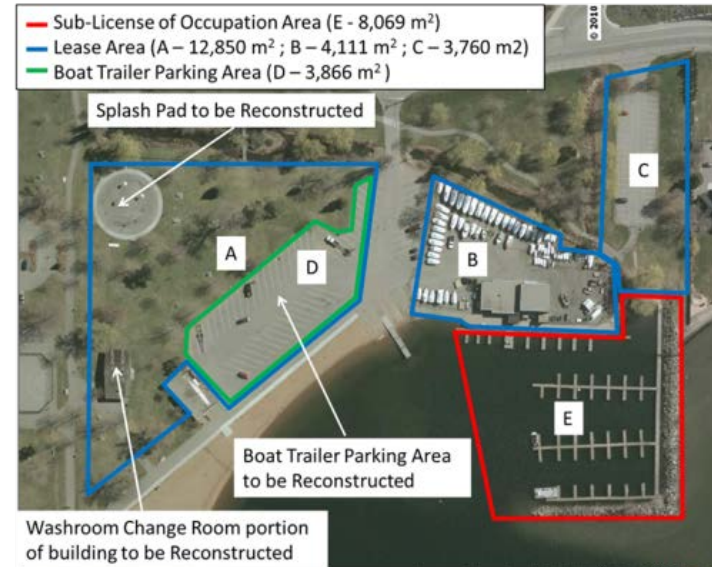 Sub-License of Occupation Area (E - 8,069 m²)
Lease Area (A – 12,850 m² ; B – 4,111 m² ; C – 3,760 m2)
Boat Trailer Parking Area (D – 3,866 m²)
© 2010
Splash Pad to be Reconstructed
C
A
D
B
E
Boat Trailer Parking Area
to be Reconstructed
Washroom Change Room portion
of building to be Reconstructed